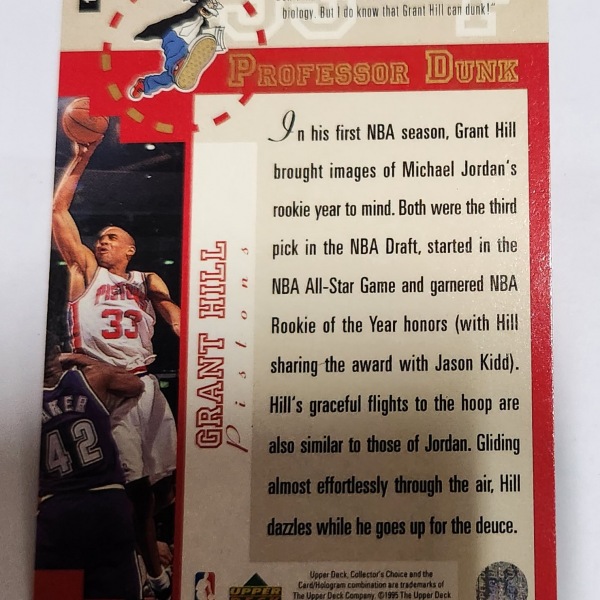 biology. But I do know that Grant Hill can dunk!"
PROFESSOR DUNK
In his first NBA season, Grant Hill
brought images of Michael Jordan's
rookie year to mind. Both were the third
pick in the NBA Draft, started in the
NBA All-Star Game and garnered NBA
Rookie of the Year honors (with Hill
sharing the award with Jason Kidd).
Hill's graceful flights to the hoop are
also similar to those of Jordan. Gliding
almost effortlessly through the air, Hill
dazzles while he goes up for the deuce.
GRANT HILL
Pistons
PISTONS
33
KER
42
NBA
UPPER DECK
Upper Deck, Collector's Choice and the
Card/Hologram combination are trademarks of
The Upper Deck Company. ©1995 The Upper Deck